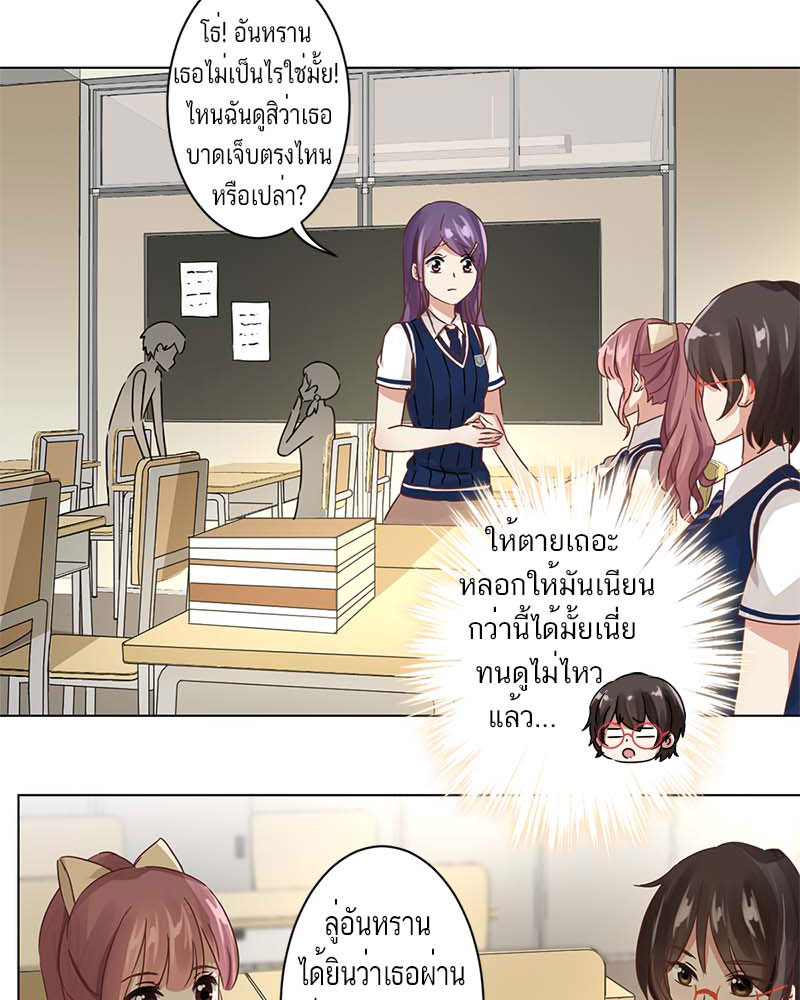 โธ่! อันหราน
เธอไม่เป็นไรใช่มั้ย!
ไหนฉันดูสิว่าเธอ
บาดเจ็บตรงไหน
หรือเปล่า?
ให้ตายเถอะ
หลอกให้มันเนียน
กว่านี้ได้มั้ยเนี่ย
ทนดูไม่ไหว
แล้ว...
ลู่อันหราน
ได้ยินว่าเธอผ่าน